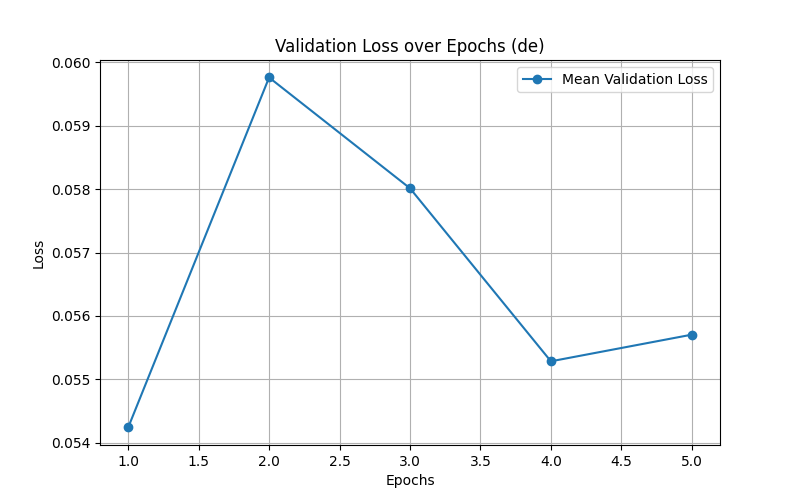 Validation Loss over Epochs (de)
Mean Validation Loss
0.060
0.059
0.058
0.057
0.056
0.055
0.054
Loss
1.0 1.5 2.0 2.5 3.0 3.5 4.0 4.5 5.0
Epochs